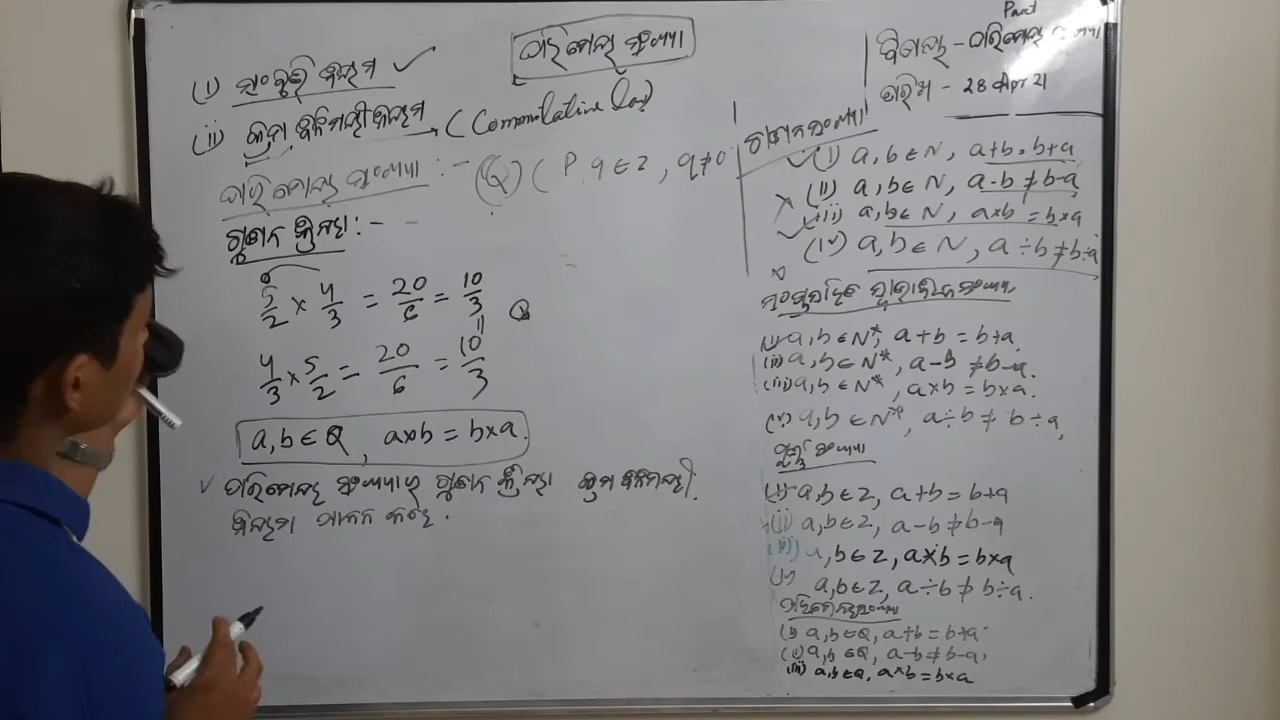 ପରିମେୟ ସଂଖ୍ୟା
(i) ସଂବୃତ୍ତି ନିୟମ ✓
(ii) କ୍ରମ ବିନିମୟୀ ନିୟମ → (Commulative law)
ପରିମେୟ ସଂଖ୍ୟା :- (Q) ( P, q ∈ Z, q ≠ 0
ଗୁଣନ କ୍ରିୟା :-
5/2 × 4/3 = 20/6 = 10/3 Q
4/3 × 5/2 = 20/6 = 10/3
a, b ∈ Q, a×b = b×a
✓ ପରିମେୟ ସଂଖ୍ୟାରେ ଗୁଣନ କ୍ରିୟା କ୍ରମ ବିନିମୟୀ
ନିୟମ ପାଳନ କରେ.
Part
ବିଷୟ - ପରିମେୟ ସଂଖ୍ୟା
ତାରିଖ - 28 Apr 21
ଗଣନ ସଂଖ୍ୟା
(i) a, b ∈ N, a+b = b+a
(ii) a, b ∈ N, a-b ≠ b-a
(iii) a, b ∈ N, a×b = b×a
(iv) a, b ∈ N, a÷b ≠ b÷a
ସଂପ୍ରସାରିତ ସ୍ୱାଭାବିକ ସଂଖ୍ୟା
(i) a, b ∈ N*, a+b = b+a
(ii) a, b ∈ N*, a-b ≠ b-a.
(iii) a, b ∈ N*, a×b = b×a.
(iv) a, b ∈ N*, a÷b ≠ b÷a,
ପୂର୍ଣ୍ଣ ସଂଖ୍ୟା
(i) a, b ∈ Z, a+b = b+a
(ii) a, b ∈ Z, a-b ≠ b-a
(iii) a, b ∈ Z, a×b = b×a
(iv) a, b ∈ Z, a÷b ≠ b÷a.
ପରିମେୟ ସଂଖ୍ୟା
(i) a, b ∈ Q, a+b = b+a
(ii) a, b ∈ Q, a-b ≠ b-a,
(iii) a, b ∈ Q, a×b = b×a